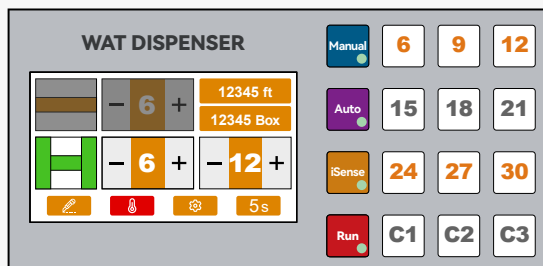 WAT DISPENSER
- 6 +
12345 ft
12345 Box
- 6 +
- 12 +
5s
Manual 6 9 12
Auto 15 18 21
iSense 24 27 30
Run C1 C2 C3